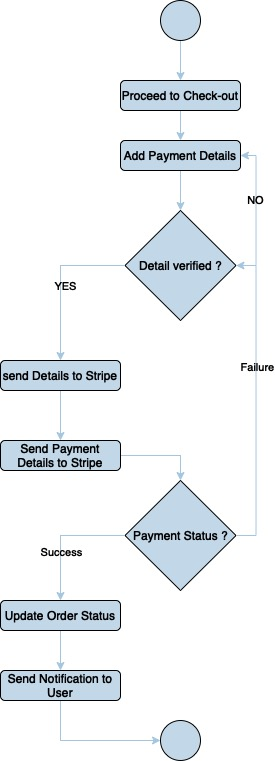 Proceed to Check-out
Add Payment Details
NO
Detail verified ?
YES
Failure
send Details to Stripe
Send Payment
Details to Stripe
Payment Status ?
Success
Update Order Status
Send Notification to
User